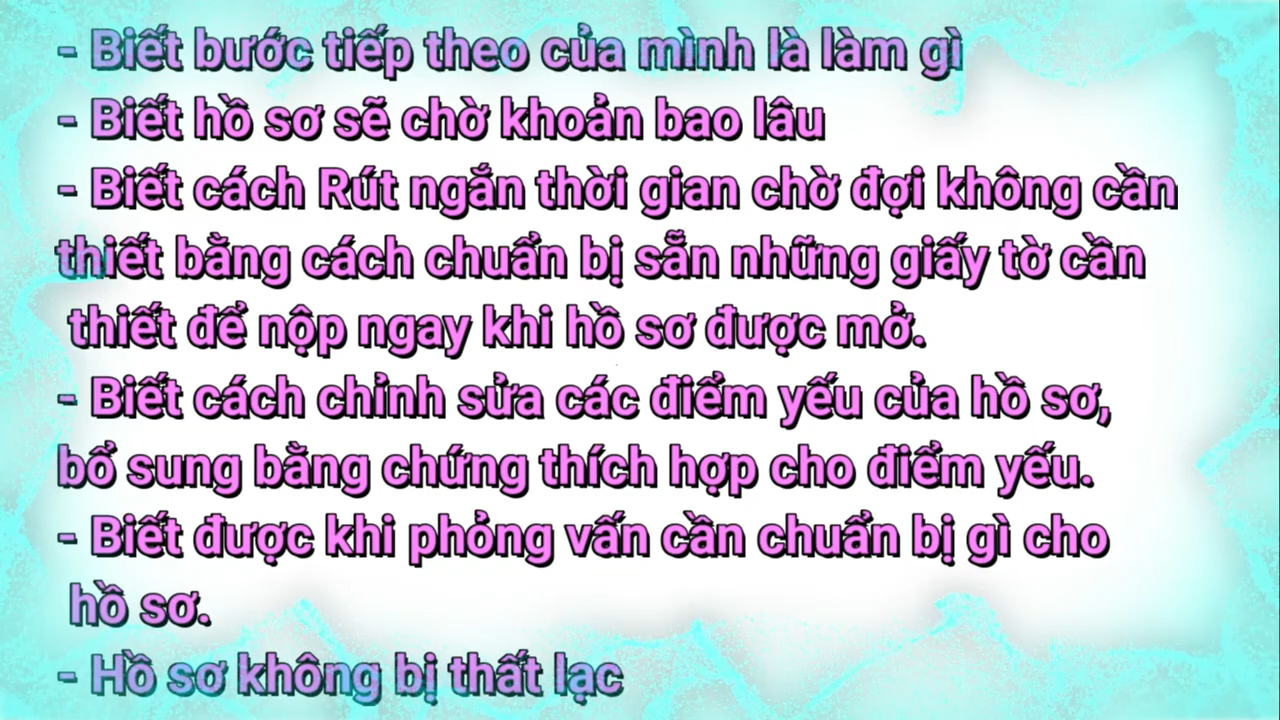 - Biết bước tiếp theo của mình là làm gì
- Biết hồ sơ sẽ chờ khoản bao lâu
- Biết cách Rút ngắn thời gian chờ đợi không cần
thiết bằng cách chuẩn bị sẵn những giấy tờ cần
thiết để nộp ngay khi hồ sơ được mở.
- Biết cách chỉnh sửa các điểm yếu của hồ sơ,
bổ sung bằng chứng thích hợp cho điểm yếu.
- Biết được khi phỏng vấn cần chuẩn bị gì cho
hồ sơ.
- Hồ sơ không bị thất lạc